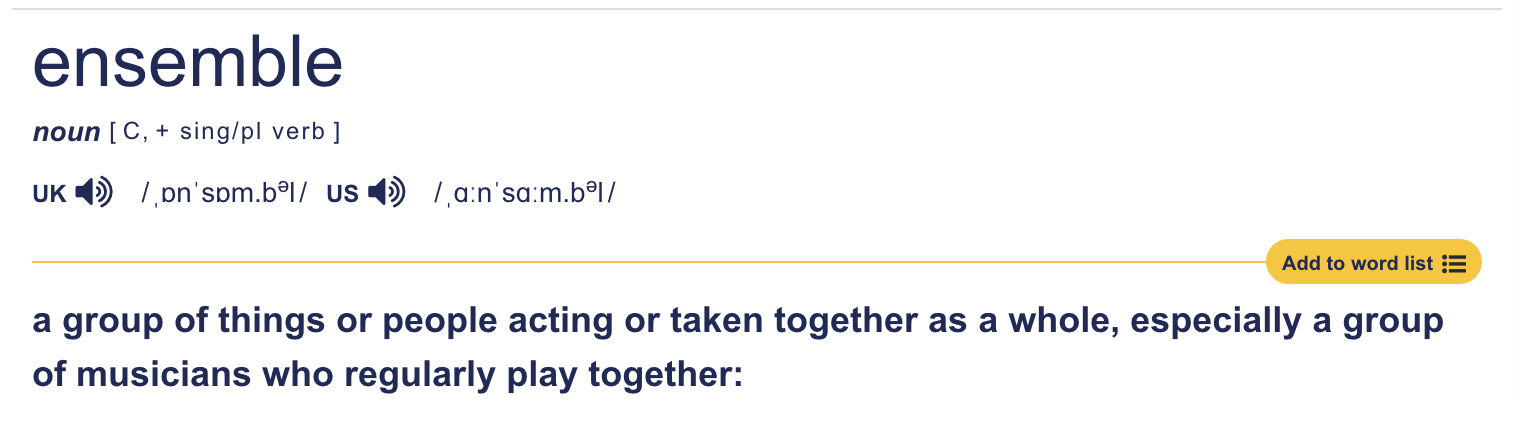 ensemble
noun [ C, + sing/pl verb ]
UK /ˌɒnˈsɒm.bᵊl/ US /ˌɑːnˈsɑːm.bᵊl/
Add to word list
a group of things or people acting or taken together as a whole, especially a group
of musicians who regularly play together: